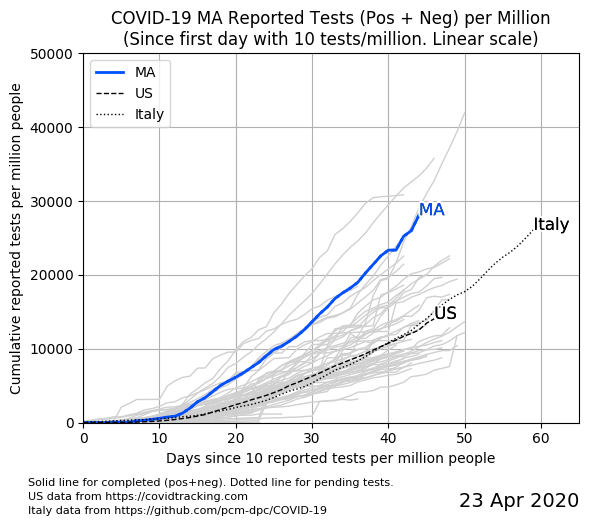 COVID-19 MA Reported Tests (Pos + Neg) per Million
(Since first day with 10 tests/million. Linear scale)
Cumulative reported tests per million people
50000
40000
30000
20000
10000
0
MA
US
Italy
MA
Italy
US
0 10 20 30 40 50 60
Days since 10 reported tests per million people
Solid line for completed (pos+neg). Dotted line for pending tests.
US data from https://covidtracking.com
Italy data from https://github.com/pcm-dpc/COVID-19
23 Apr 2020